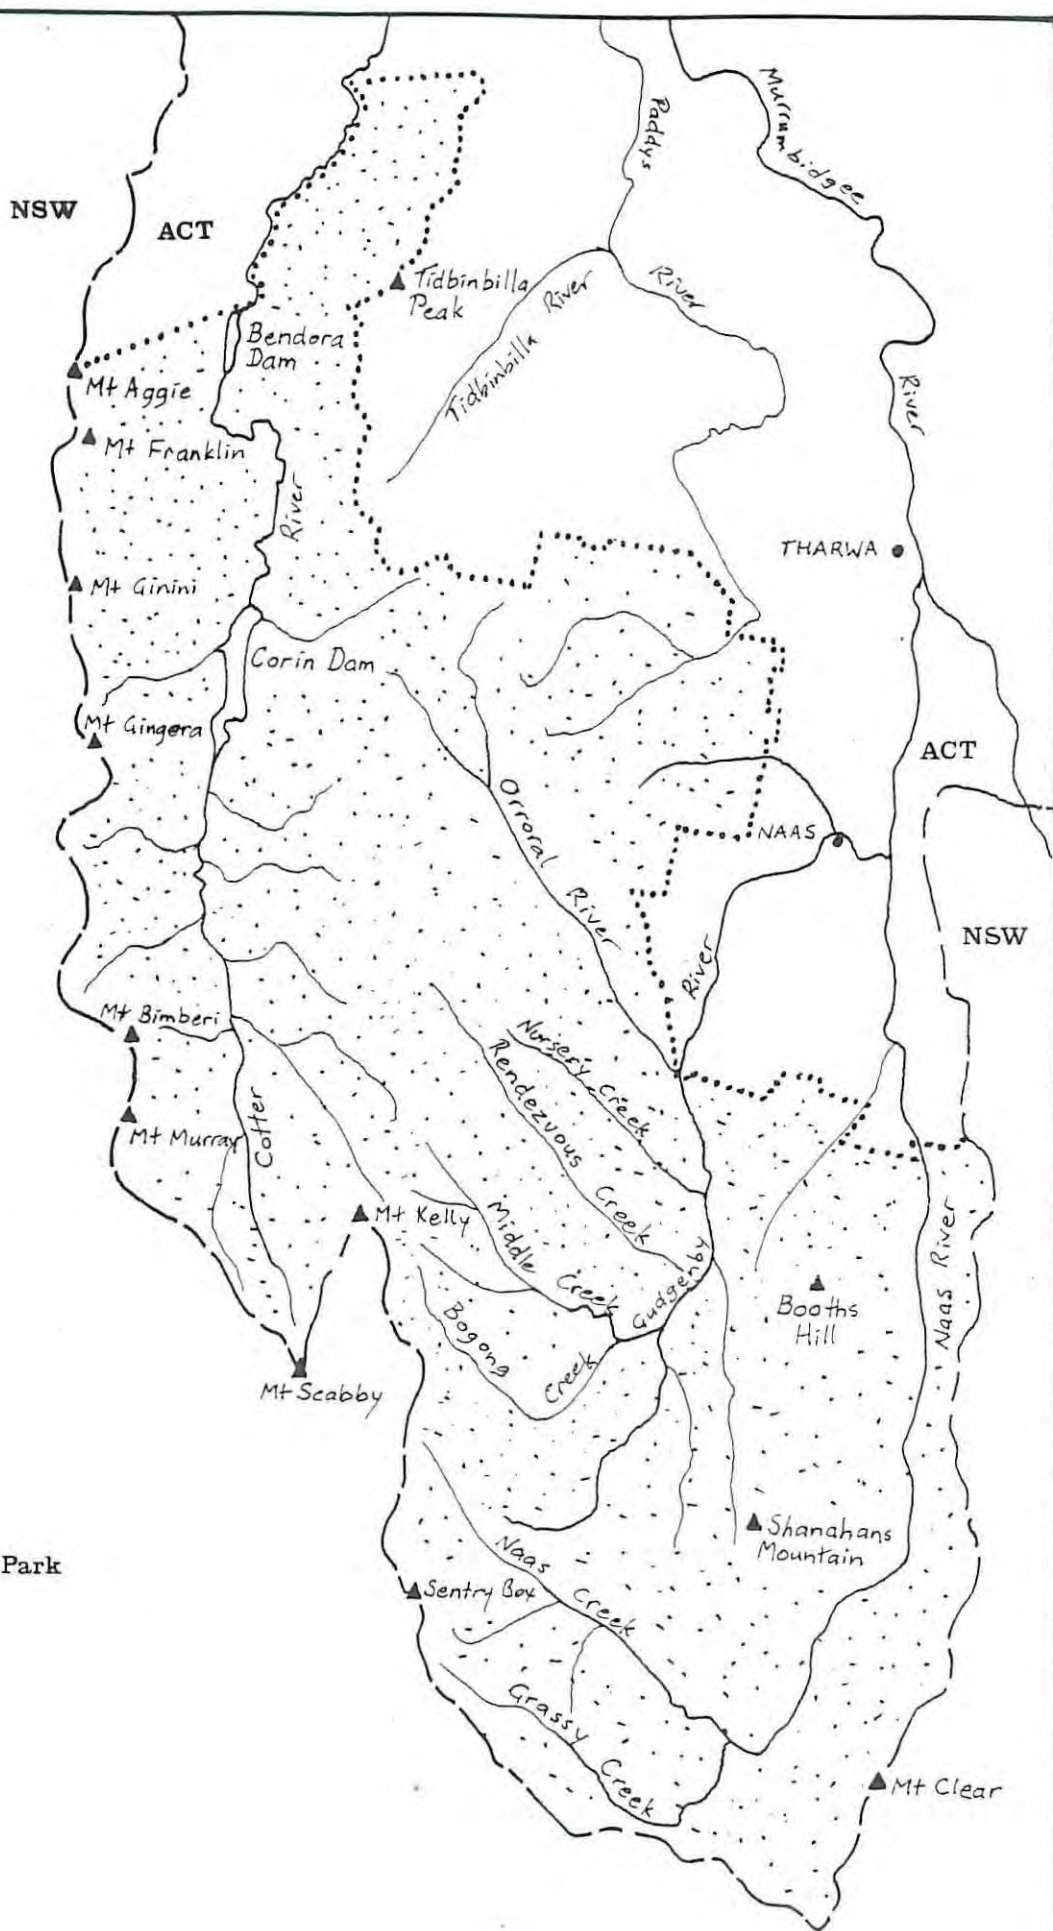 Murrumbidgee
Paddys
NSW
ACT
Tidbinbilla
Peak
River
River
Tidbinbilla
Bendora
Dam
Mt Aggie
River
Mt Franklin
River
THARWA
Mt Ginini
Corin Dam
Mt Gingera
ACT
Orroral
NAAS
River
NSW
River
Mt Bimberi
Nursery Creek
Rendezvous
Creek
Cotter
Mt Murray
Mt Kelly
Middle
Creek
Gudgenby
Naas River
Booths
Hill
Bogong
Creek
Mt Scabby
Shanahans
Mountain
Naas
Creek
Park
Sentry Box
Grassy
Creek
Mt Clear